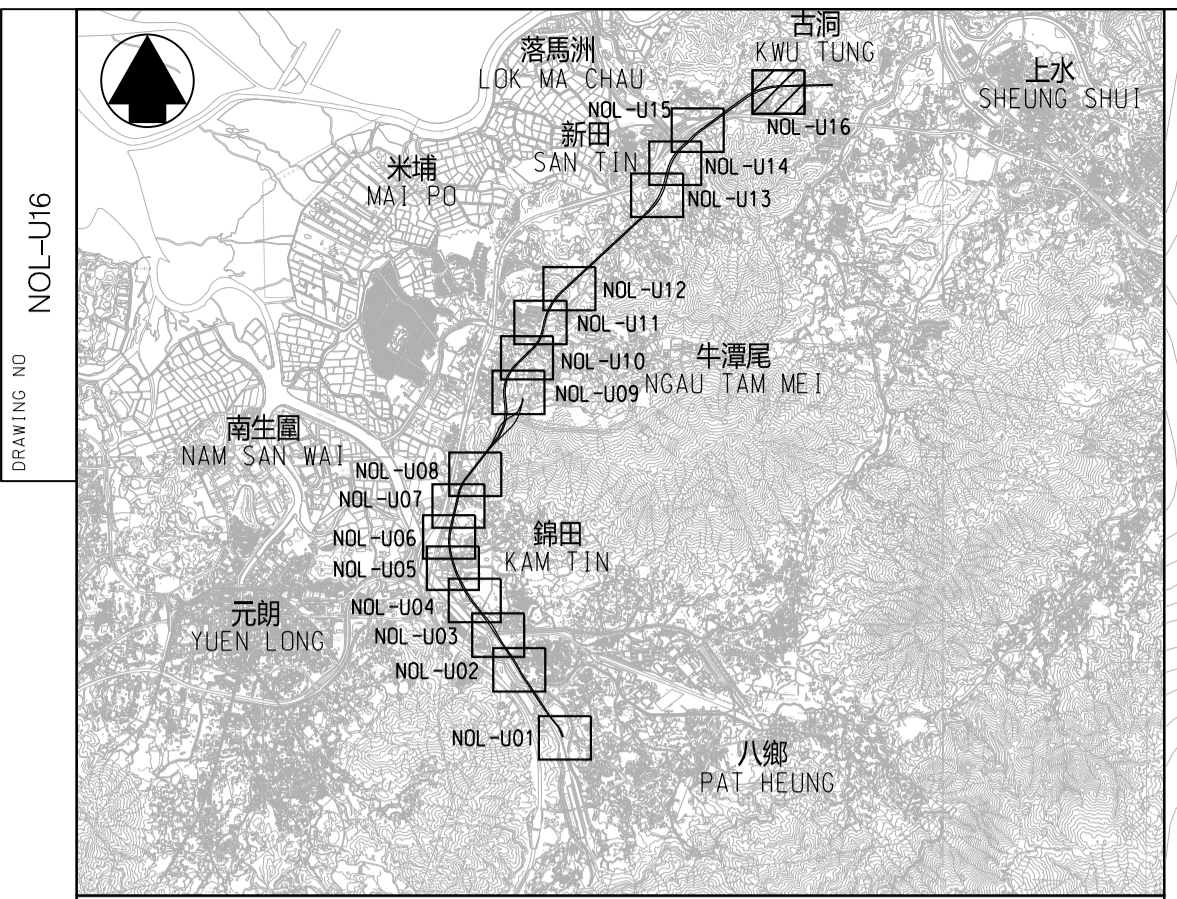 NOL-U16
DRAWING NO
古洞
KWU TUNG
落馬洲
LOK MA CHAU
上水
SHEUNG SHUI
NOL-U15
NOL-U16
新田
SAN TIN
NOL-U14
米埔
MAI PO
NOL-U13
NOL-U12
NOL-U11
牛潭尾
NGAU TAM MEI
NOL-U10
NOL-U09
南生圍
NAM SAN WAI
NOL-U08
NOL-U07
NOL-U06
錦田
KAM TIN
NOL-U05
NOL-U04
元朗
YUEN LONG
NOL-U03
NOL-U02
NOL-U01
八鄉
PAT HEUNG